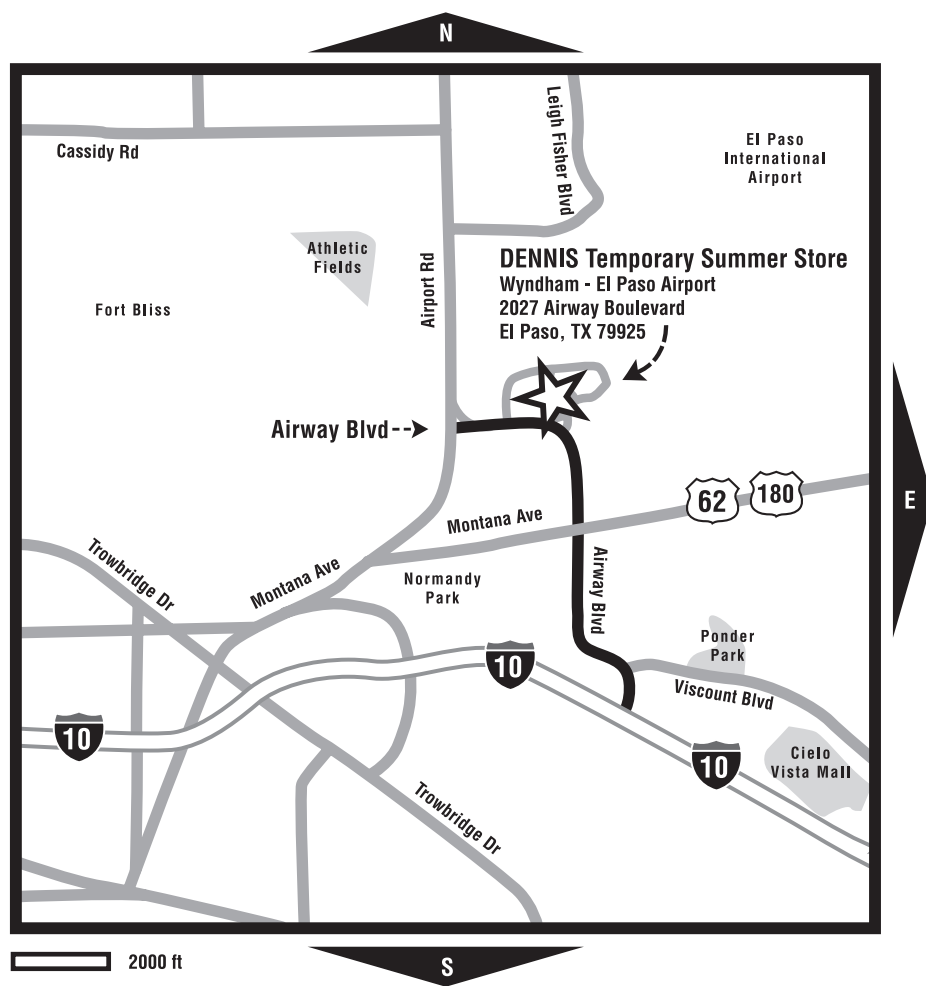 N
Cassidy Rd
Leigh Fisher Blvd
El Paso
International
Airport
Athletic
Fields
Airport Rd
Fort Bliss
DENNIS Temporary Summer Store
Wyndham - El Paso Airport
2027 Airway Boulevard
El Paso, TX 79925
Airway Blvd
E
62
180
Montana Ave
Trowbridge Dr
Montana Ave
Normandy
Park
Airway Blvd
Ponder
Park
10
Viscount Blvd
10
10
Cielo
Vista Mall
Trowbridge Dr
2000 ft
S